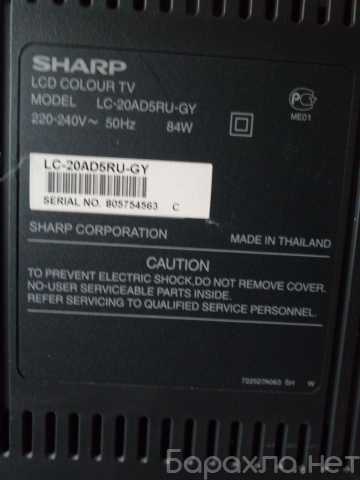 SHARP
LCD COLOUR TV
MODEL LC-20AD5RU-GY
220-240V~ 50Hz 84W
ME01
LC-20AD5RU-GY
SERIAL NO. 805754563 C
SHARP CORPORATION MADE IN THAILAND
CAUTION
TO PREVENT ELECTRIC SHOCK,DO NOT REMOVE COVER.
NO-USER SERVICEABLE PARTS INSIDE.
REFER SERVICING TO QUALIFIED SERVICE PERSONNEL.
SH W
Барахла.нет